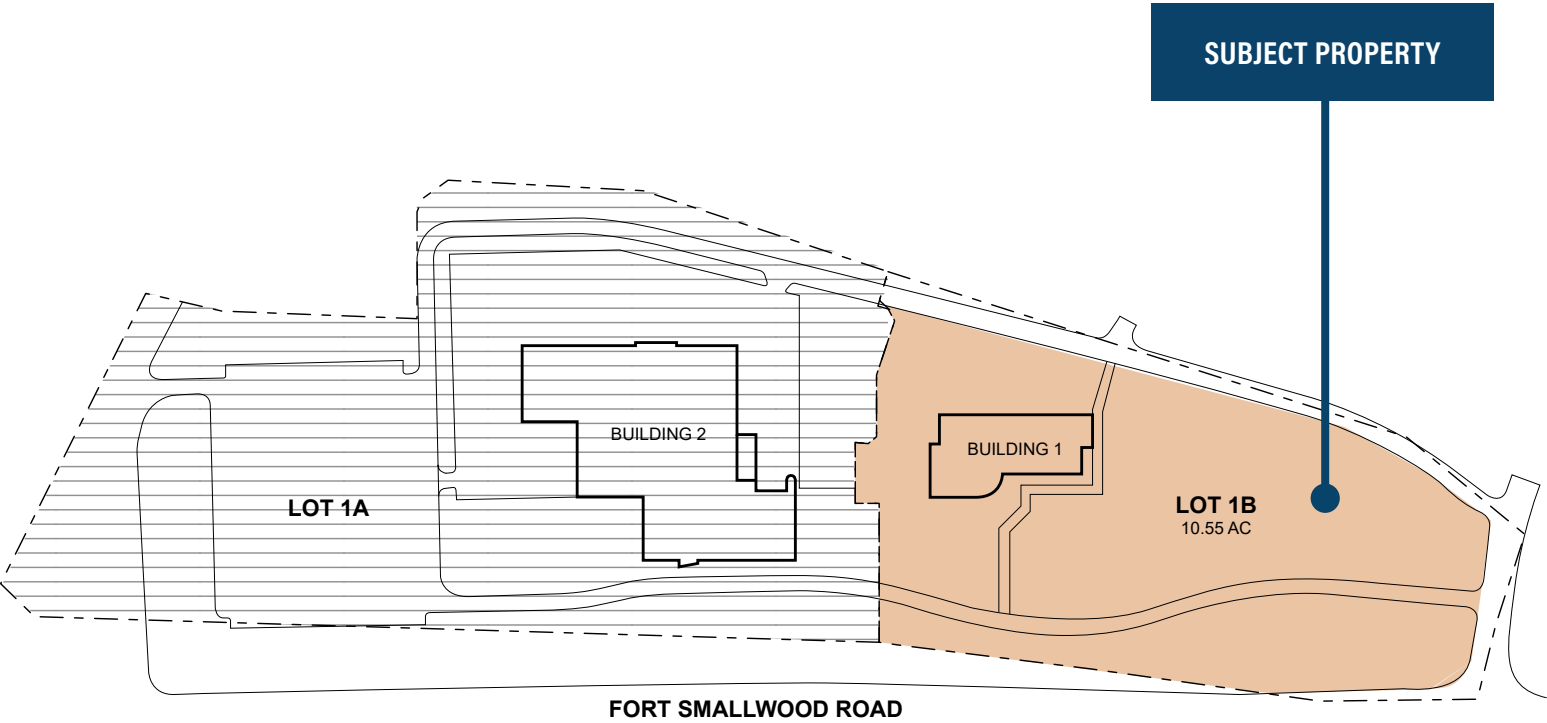 SUBJECT PROPERTY
BUILDING 2
BUILDING 1
LOT 1A
LOT 1B
10.55 AC
FORT SMALLWOOD ROAD